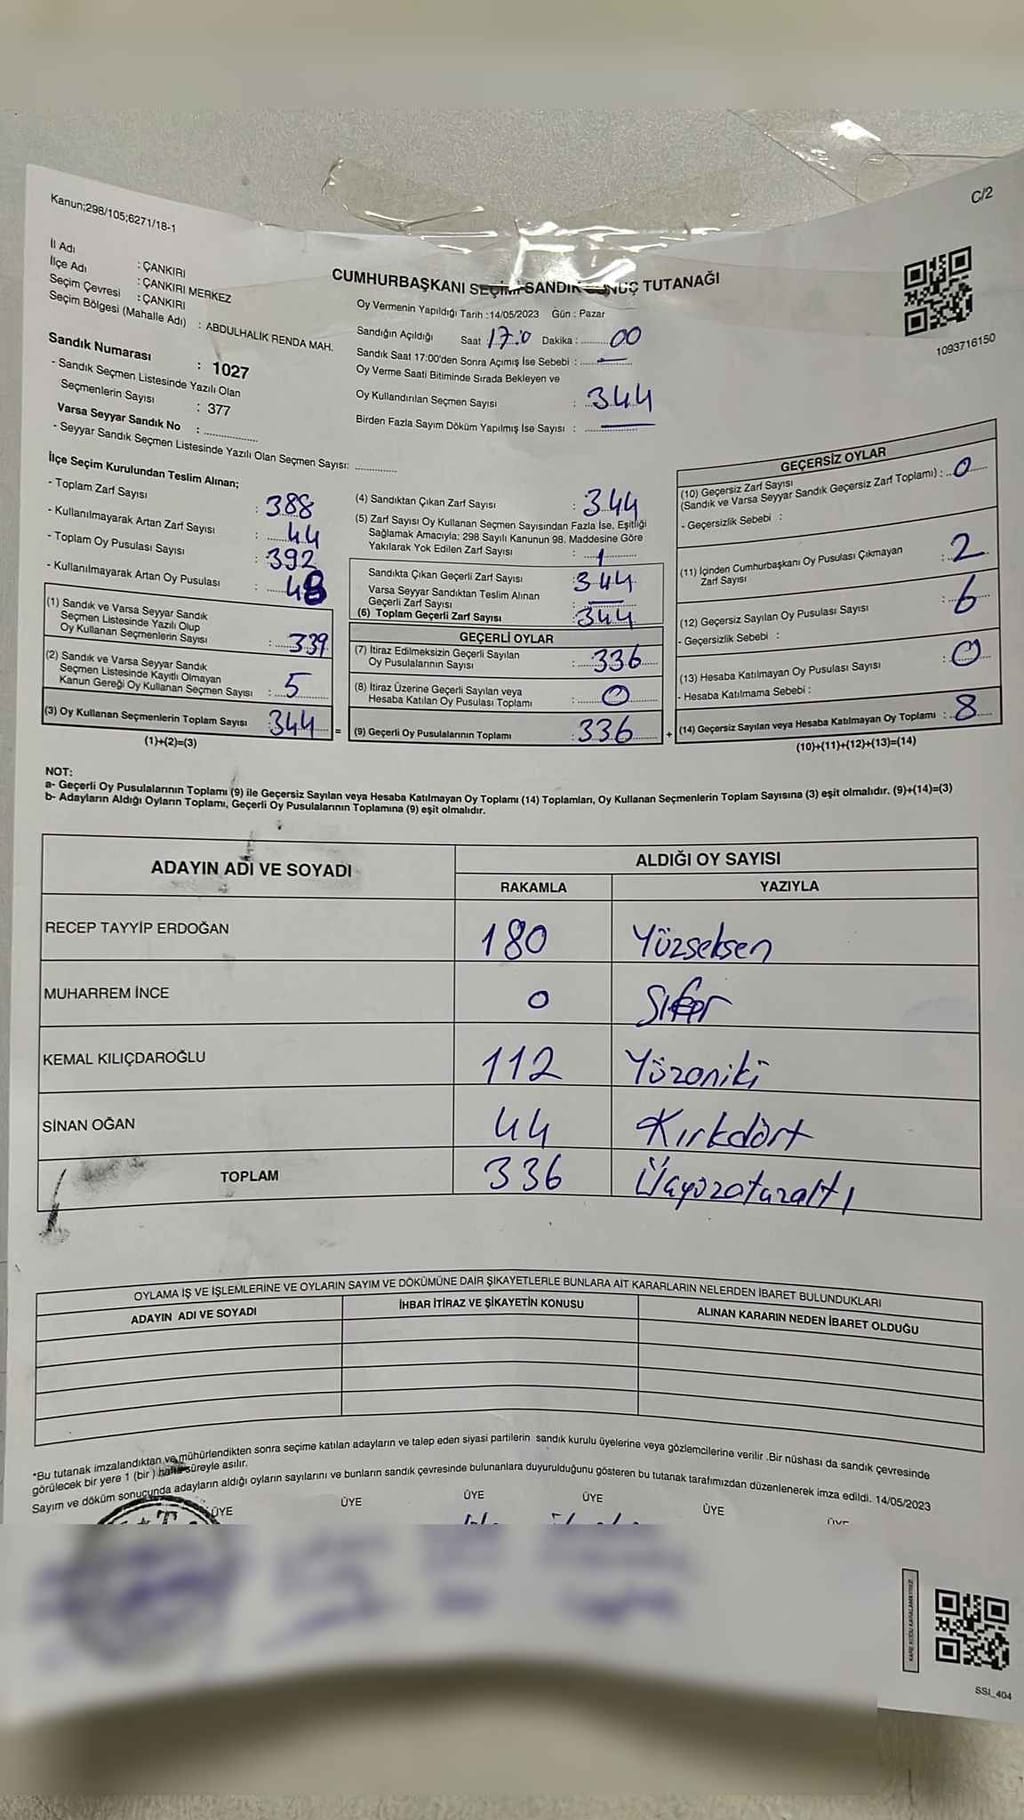 Kanun;298/105;6271/18-1
C/2
İl Adı : ÇANKIRI
İlçe Adı : ÇANKIRI MERKEZ
Seçim Çevresi : ÇANKIRI
Seçim Bölgesi (Mahalle Adı) : ABDULHALİK RENDA MAH.
CUMHURBAŞKANI SEÇİMİ SANDIK SONUÇ TUTANAĞI
Oy Vermenin Yapıldığı Tarih :14/05/2023 Gün : Pazar
Sandığın Açıldığı Saat 17.0 Dakika : 00
Sandık Saat 17:00'den Sonra Açımış İse Sebebi : —
Oy Verme Saati Bitiminde Sırada Bekleyen ve
Oy Kullandırılan Seçmen Sayısı : 344
Birden Fazla Sayım Döküm Yapılmış İse Sayısı : —
1093716150
Sandık Numarası : 1027
- Sandık Seçmen Listesinde Yazılı Olan
Seçmenlerin Sayısı : 377
Varsa Seyyar Sandık No :
- Seyyar Sandık Seçmen Listesinde Yazılı Olan Seçmen Sayısı:
İlçe Seçim Kurulundan Teslim Alınan;
- Toplam Zarf Sayısı : 388
- Kullanılmayarak Artan Zarf Sayısı : 44
- Toplam Oy Pusulası Sayısı : 392
- Kullanılmayarak Artan Oy Pusulası : 48
(1) Sandık ve Varsa Seyyar Sandık
Seçmen Listesinde Yazılı Olup
Oy Kullanan Seçmenlerin Sayısı : 339
(2) Sandık ve Varsa Seyyar Sandık
Seçmen Listesinde Kayıtlı Olmayan
Kanun Gereği Oy Kullanan Seçmen Sayısı : 5
(3) Oy Kullanan Seçmenlerin Toplam Sayısı : 344 =
(1)+(2)=(3)
(4) Sandıktan Çıkan Zarf Sayısı : 344
(5) Zarf Sayısı Oy Kullanan Seçmen Sayısından Fazla İse, Eşitliği
Sağlamak Amacıyla; 298 Sayılı Kanunun 98. Maddesine Göre
Yakılarak Yok Edilen Zarf Sayısı :
Sandıkta Çıkan Geçerli Zarf Sayısı : 344
Varsa Seyyar Sandıktan Teslim Alınan
Geçerli Zarf Sayısı : —
(6) Toplam Geçerli Zarf Sayısı : 344
GEÇERLİ OYLAR
(7) İtiraz Edilmeksizin Geçerli Sayılan
Oy Pusulalarının Sayısı : 336
(8) İtiraz Üzerine Geçerli Sayılan veya
Hesaba Katılan Oy Pusulası Toplamı : 0
(9) Geçerli Oy Pusulalarının Toplamı : 336 +
GEÇERSİZ OYLAR
(10) Geçersiz Zarf Sayısı
(Sandık ve Varsa Seyyar Sandık Geçersiz Zarf Toplamı) : 0
- Geçersizlik Sebebi :
(11) İçinden Cumhurbaşkanı Oy Pusulası Çıkmayan
Zarf Sayısı : 2
(12) Geçersiz Sayılan Oy Pusulası Sayısı : 6
- Geçersizlik Sebebi :
(13) Hesaba Katılmayan Oy Pusulası Sayısı : 0
- Hesaba Katılmama Sebebi :
(14) Geçersiz Sayılan veya Hesaba Katılmayan Oy Toplamı : 8
(10)+(11)+(12)+(13)=(14)
NOT:
a- Geçerli Oy Pusulalarının Toplamı (9) ile Geçersiz Sayılan veya Hesaba Katılmayan Oy Toplamı (14) Toplamları, Oy Kullanan Seçmenlerin Toplam Sayısına (3) eşit olmalıdır. (9)+(14)=(3)
b- Adayların Aldığı Oyların Toplamı, Geçerli Oy Pusulalarının Toplamına (9) eşit olmalıdır.
ADAYIN ADI VE SOYADI
ALDIĞI OY SAYISI
RAKAMLA YAZIYLA
RECEP TAYYİP ERDOĞAN 180 Yüzseksen
MUHARREM İNCE 0 Sıfır
KEMAL KILIÇDAROĞLU 112 Yüzoniki
SİNAN OĞAN 44 Kırkdört
TOPLAM 336 Üçyüzotuzaltı
OYLAMA İŞ VE İŞLEMLERİNE VE OYLARIN SAYIM VE DÖKÜMÜNE DAİR ŞİKAYETLERLE BUNLARA AİT KARARLARIN NELERDEN İBARET BULUNDUKLARI
ADAYIN ADI VE SOYADI İHBAR İTİRAZ VE ŞİKAYETİN KONUSU ALINAN KARARIN NEDEN İBARET OLDUĞU
*Bu tutanak imzalandıktan ve mühürlendikten sonra seçime katılan adayların ve talep eden siyasi partilerin sandık kurulu üyelerine veya gözlemcilerine verilir .Bir nüshası da sandık çevresinde
görülecek bir yere 1 (bir ) hafta süreyle asılır.
Sayım ve döküm sonucunda adayların aldığı oyların sayılarını ve bunların sandık çevresinde bulunanlara duyurulduğunu gösteren bu tutanak tarafımızdan düzenlenerek imza edildi. 14/05/2023
ÜYE ÜYE ÜYE ÜYE ÜYE ÜYE
SSI_404